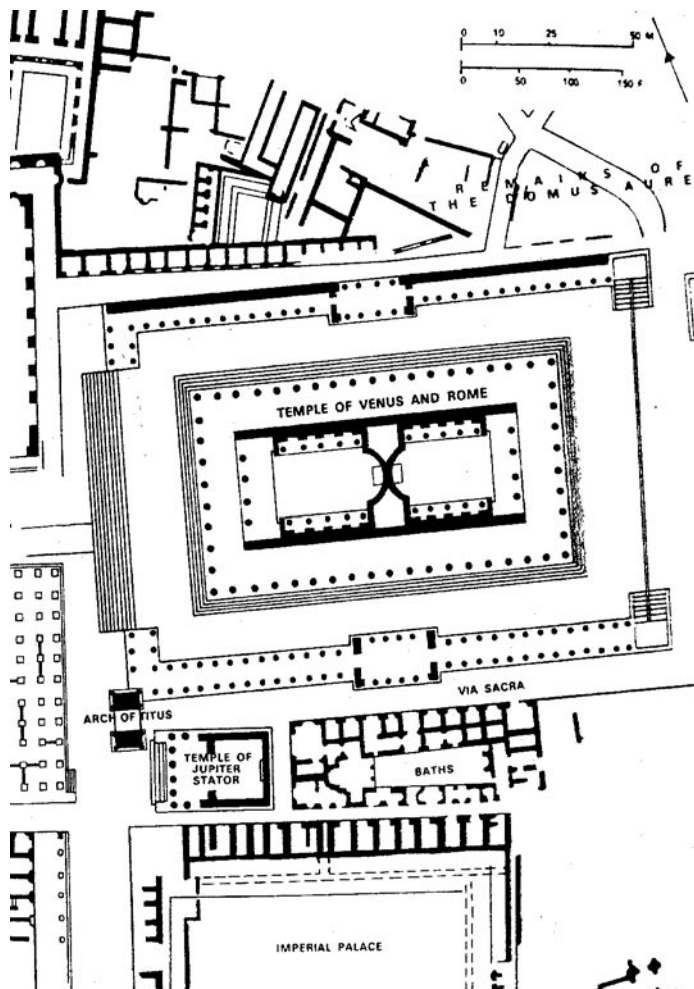 0 10 25 50 M
0 50 100 150 F
REMAINS OF
THE DOMUS AUREA
TEMPLE OF VENUS AND ROME
VIA SACRA
ARCH OF TITUS
TEMPLE OF
JUPITER
STATOR
BATHS
IMPERIAL PALACE